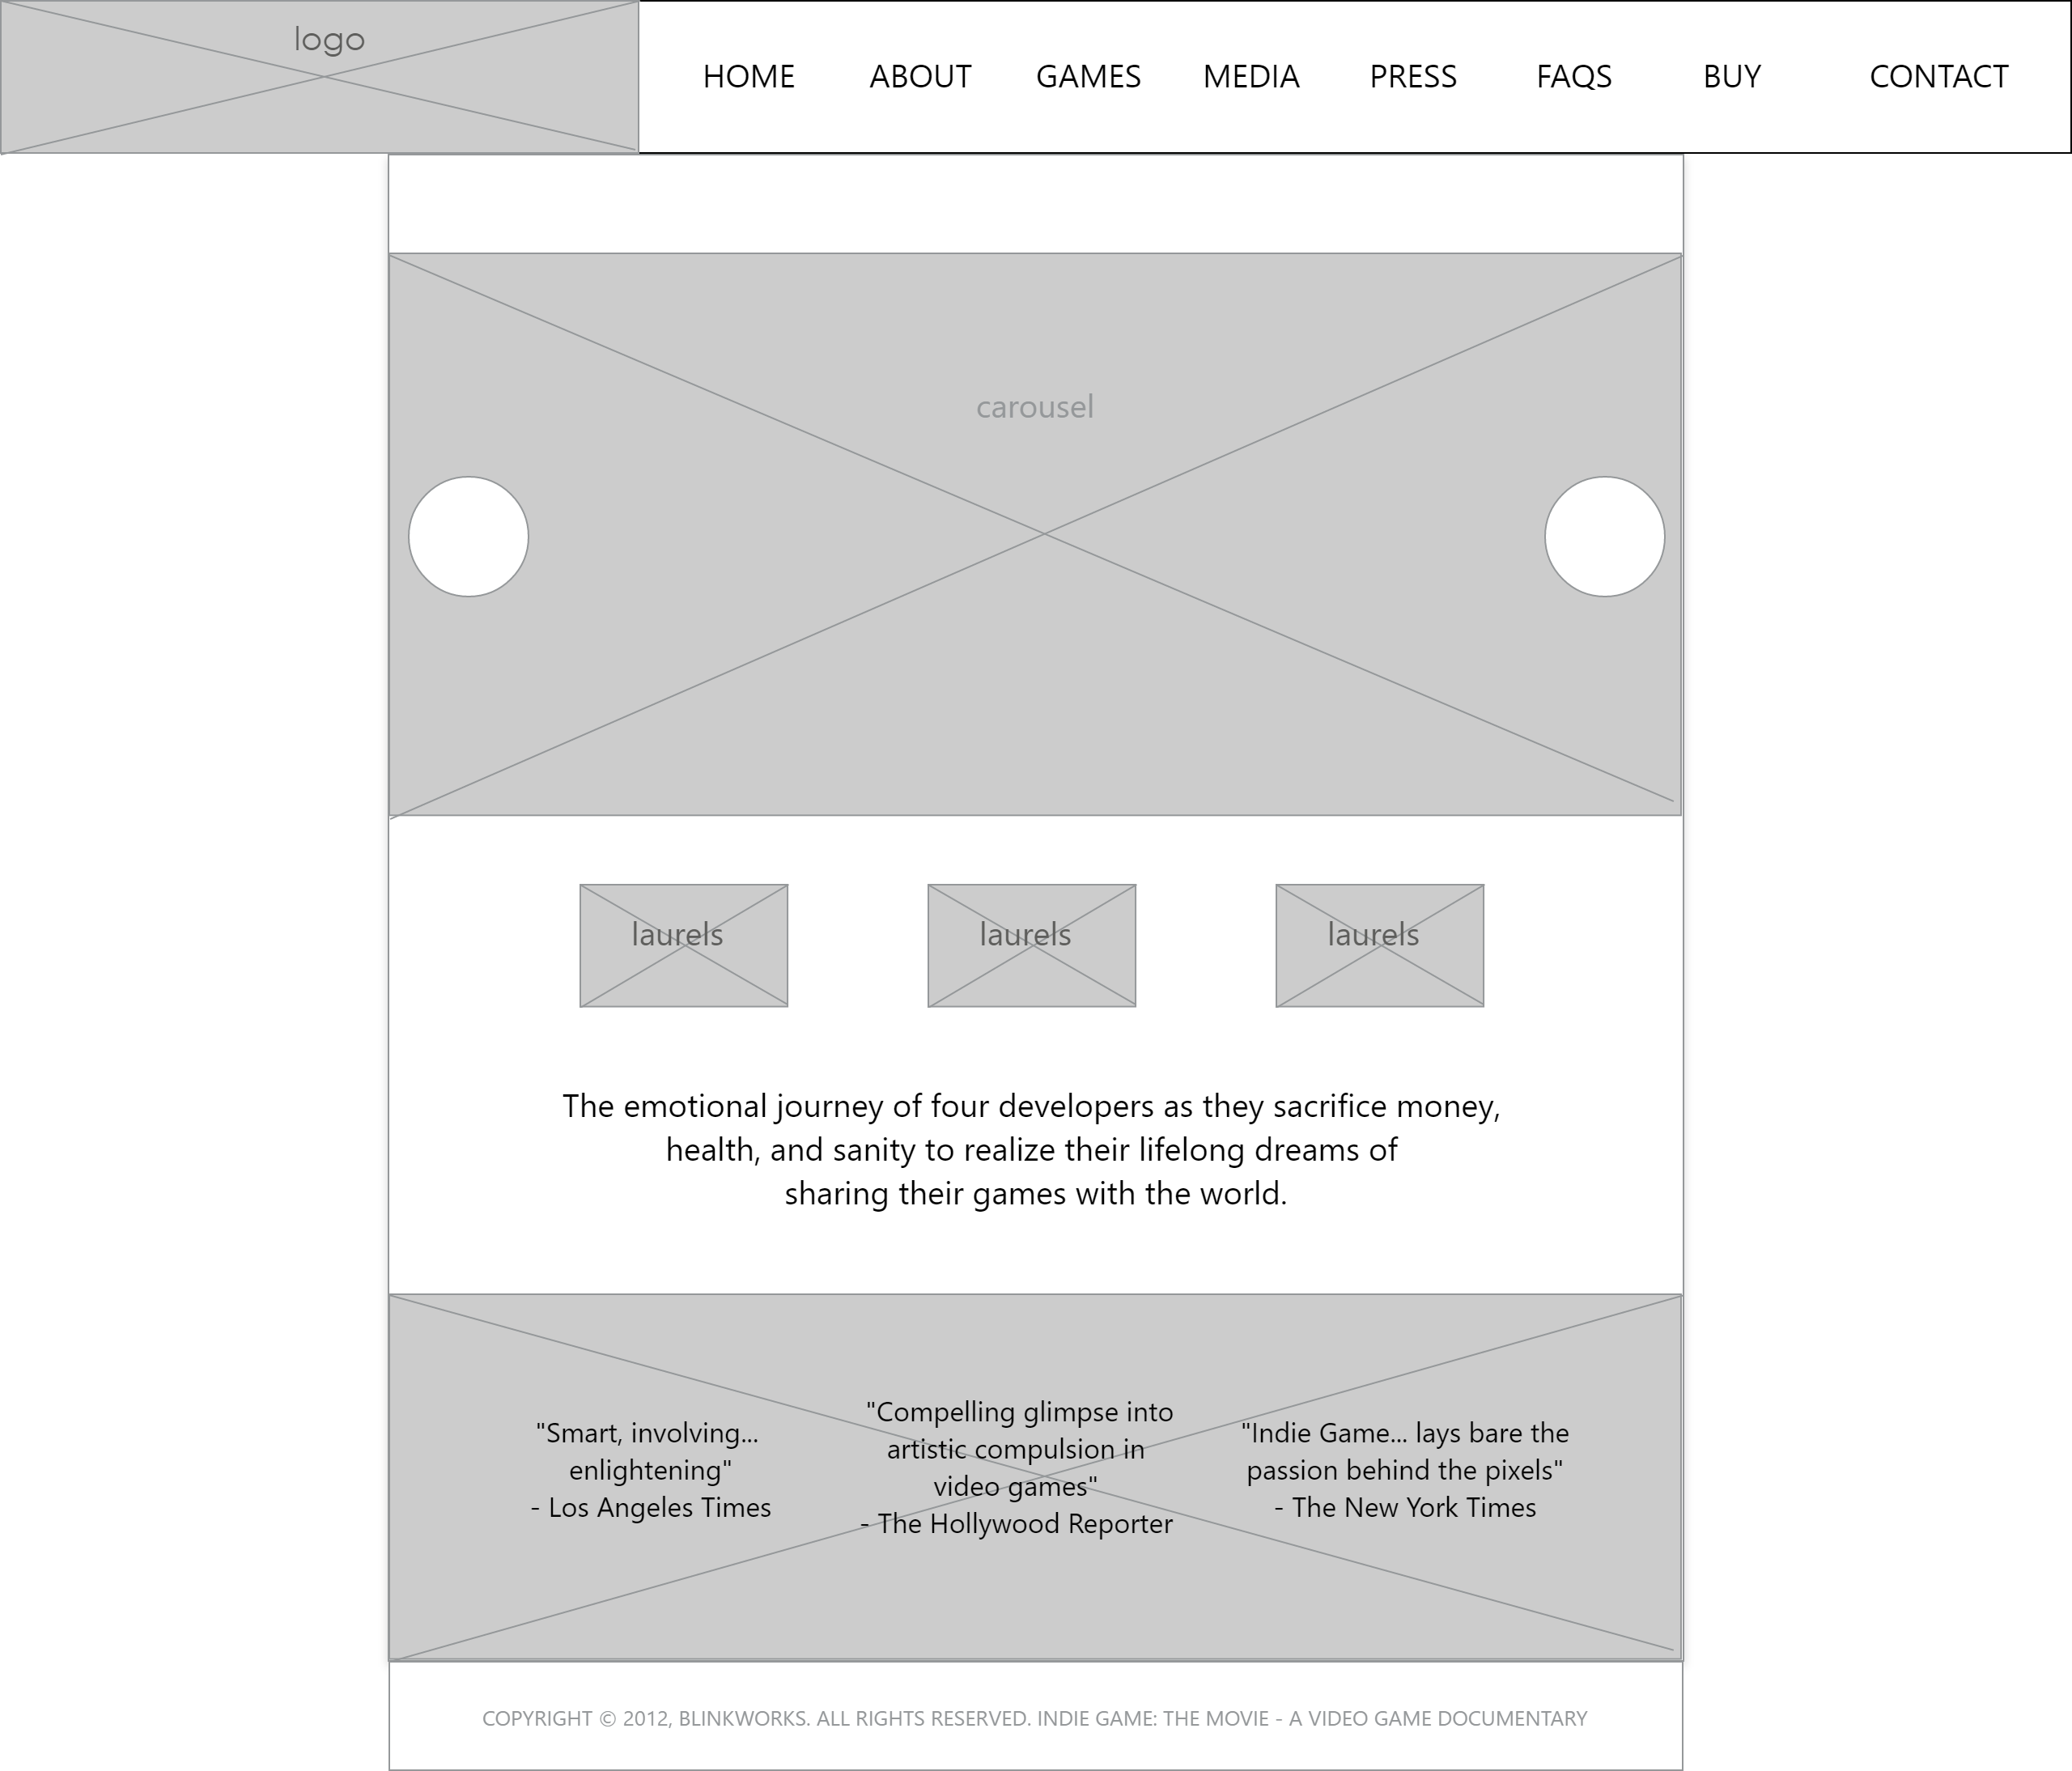 logo
HOME ABOUT GAMES MEDIA PRESS FAQS BUY CONTACT
carousel
laurels laurels laurels
The emotional journey of four developers as they sacrifice money,
health, and sanity to realize their lifelong dreams of
sharing their games with the world.
"Smart, involving...
enlightening"
- Los Angeles Times
"Compelling glimpse into
artistic compulsion in
video games"
- The Hollywood Reporter
"Indie Game... lays bare the
passion behind the pixels"
- The New York Times
COPYRIGHT © 2012, BLINKWORKS. ALL RIGHTS RESERVED. INDIE GAME: THE MOVIE - A VIDEO GAME DOCUMENTARY